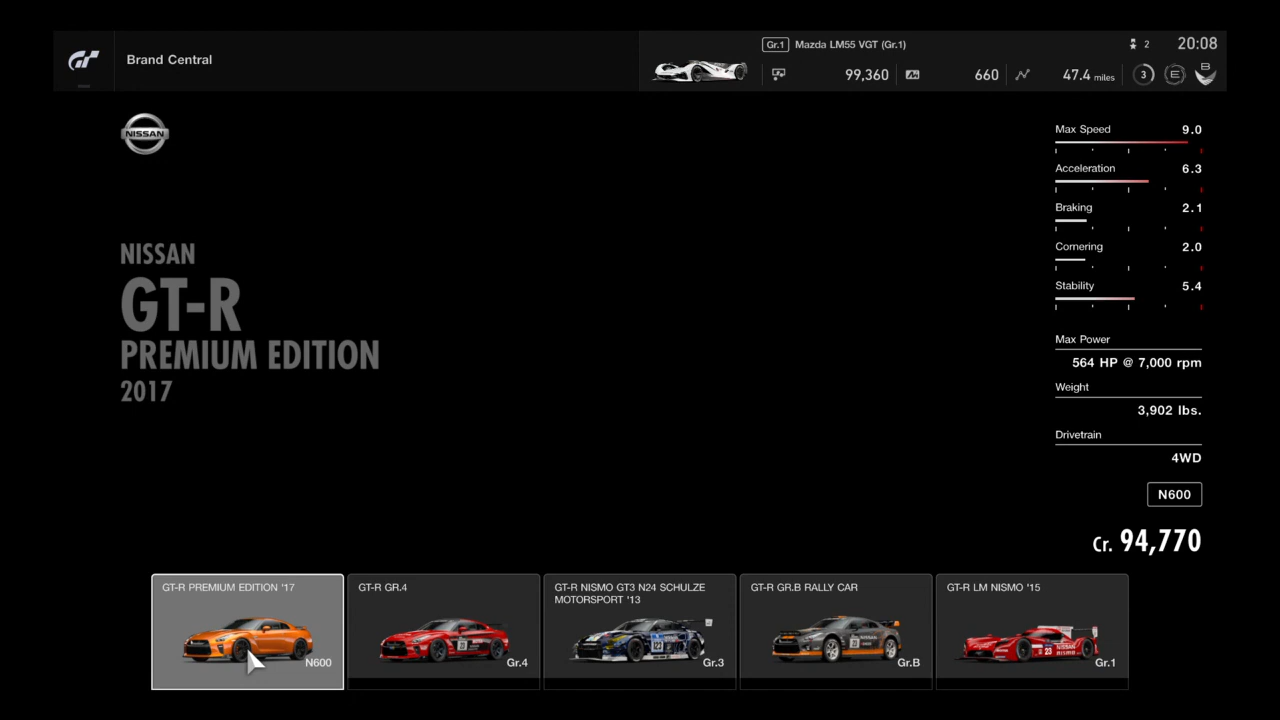 Brand Central
Gr.1 Mazda LM55 VGT (Gr.1)
2 20:08
99,360 660 47.4 miles 3 E B
NISSAN
NISSAN
GT-R
PREMIUM EDITION
2017
Max Speed 9.0
Acceleration 6.3
Braking 2.1
Cornering 2.0
Stability 5.4
Max Power
564 HP @ 7,000 rpm
Weight
3,902 lbs.
Drivetrain
4WD
N600
Cr. 94,770
GT-R PREMIUM EDITION '17
N600
GT-R GR.4
Gr.4
GT-R NISMO GT3 N24 SCHULZE
MOTORSPORT '13
Gr.3
GT-R GR.B RALLY CAR
Gr.B
GT-R LM NISMO '15
23 NISSAN
NISMO
Gr.1